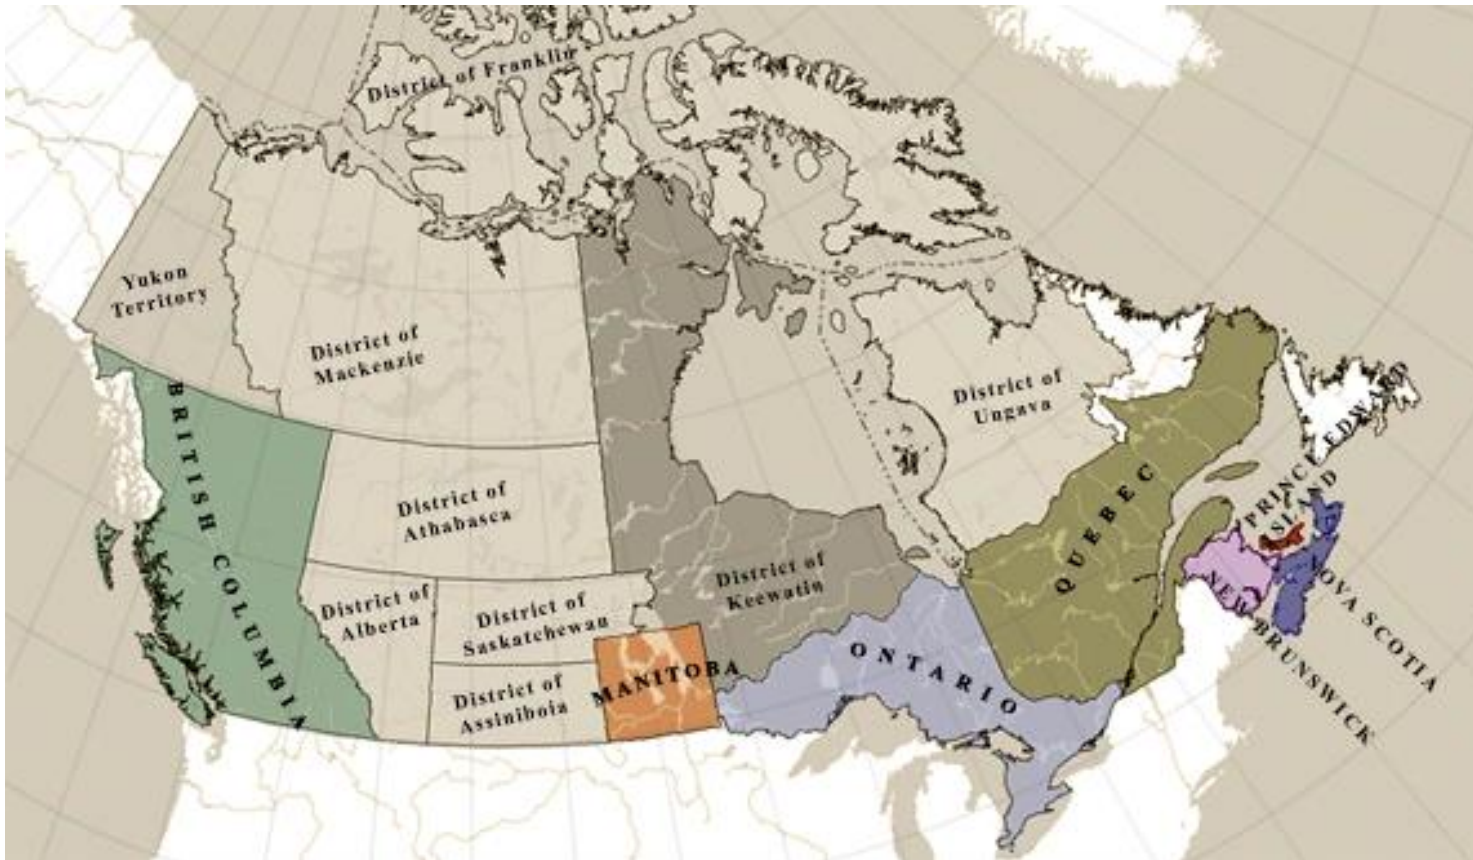 District of Franklin
Yukon
Territory
District of
Mackenzie
District of
Ungava
BRITISH COLUMBIA
District of
Athabasca
District of
Alberta
District of
Saskatchewan
District of
Assiniboia
MANITOBA
District of
Keewatin
ONTARIO
QUEBEC
PRINCE EDWARD
ISLAND
NEW BRUNSWICK
NOVA SCOTIA